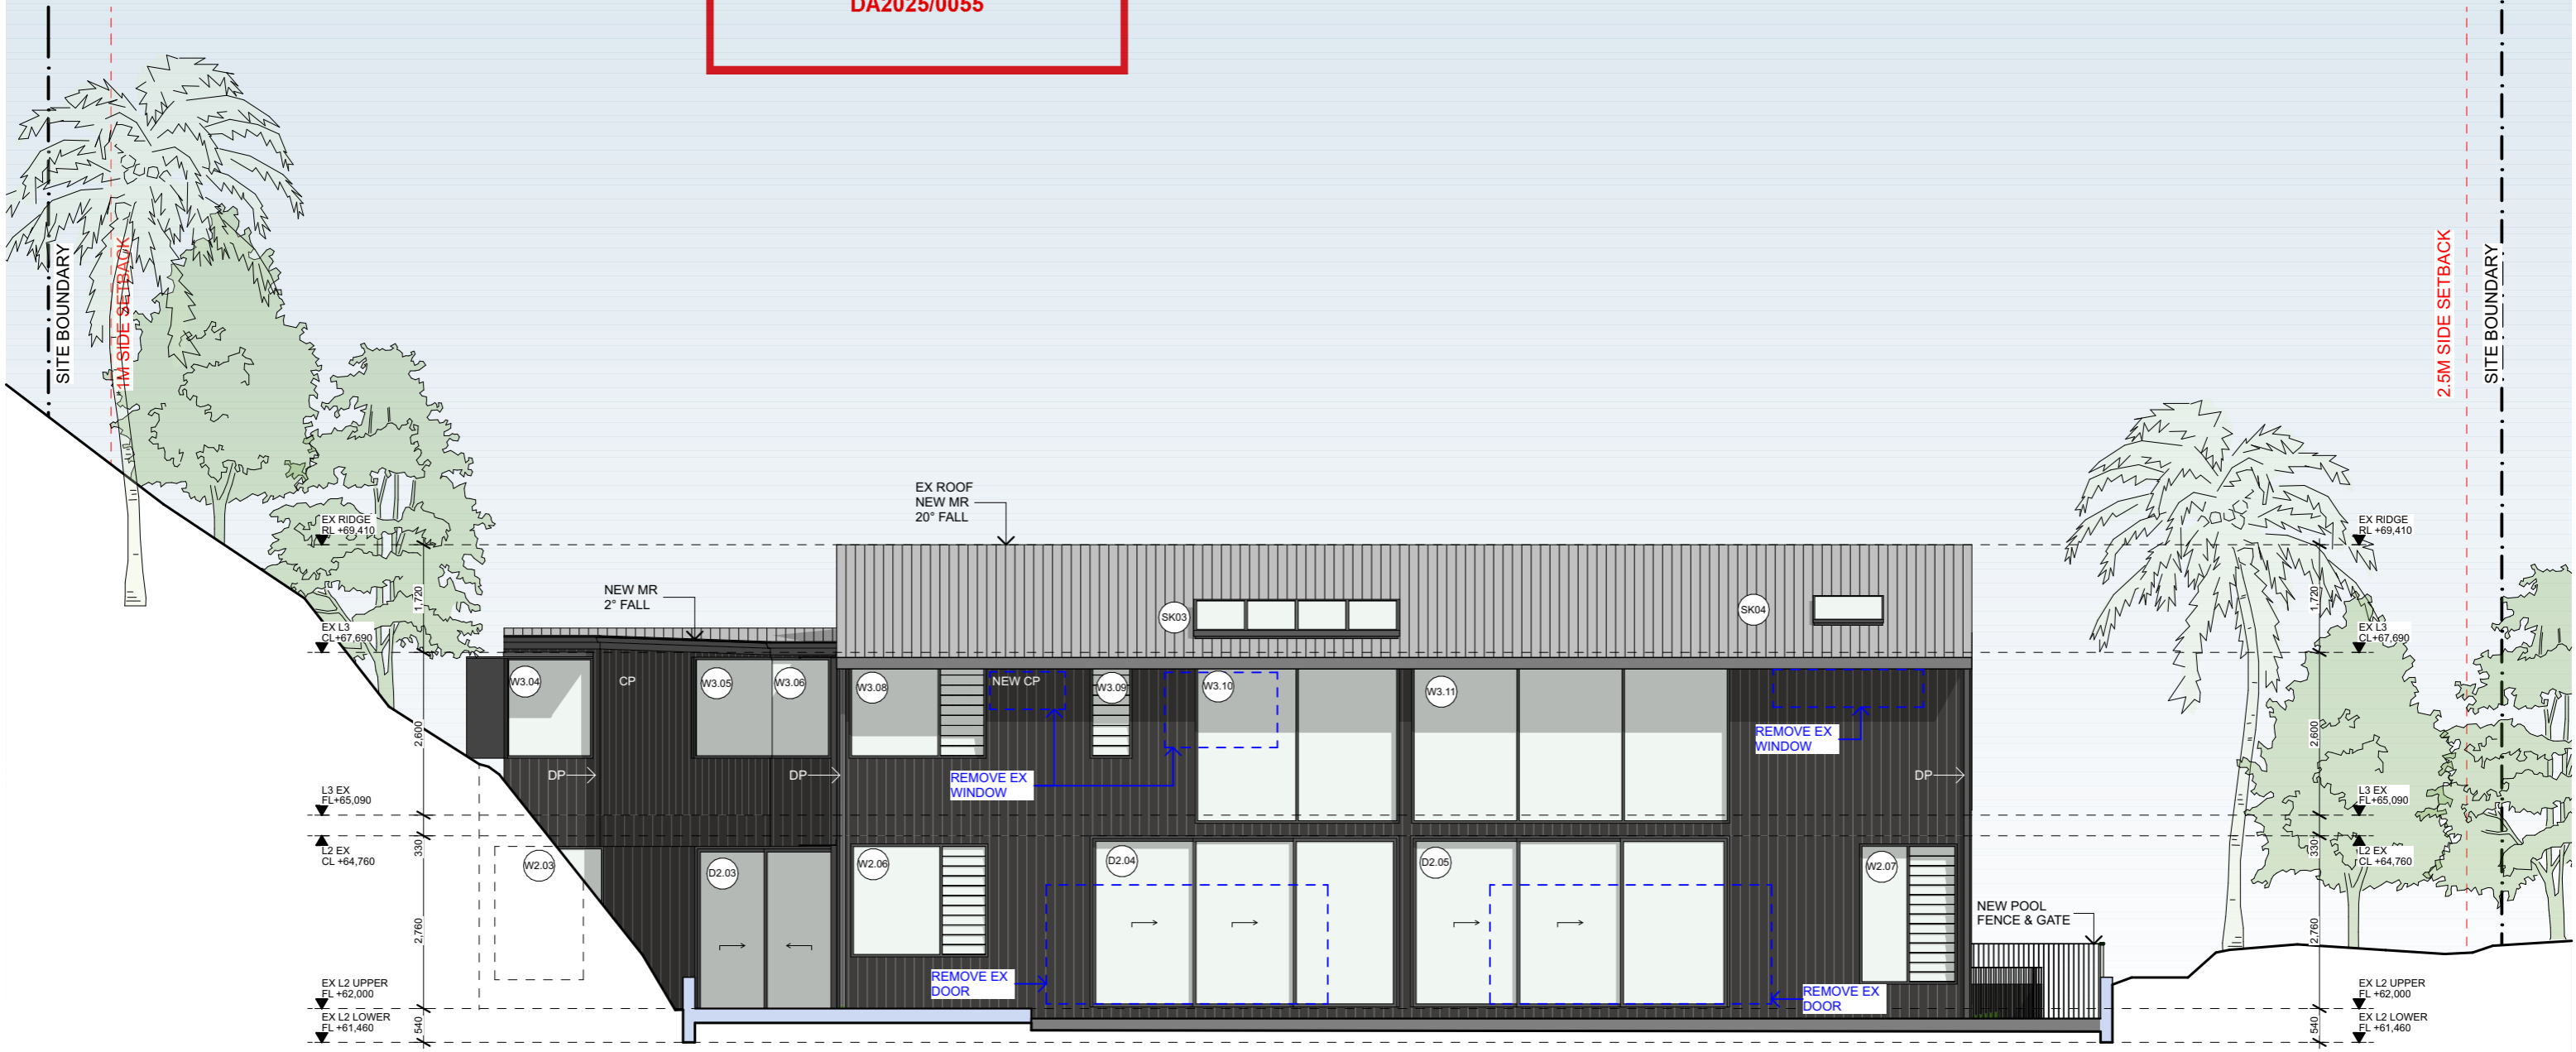 DA2025/0055
SITE BOUNDARY
1M SIDE SETBACK
2.5M SIDE SETBACK
SITE BOUNDARY
EX ROOF
NEW MR
20° FALL
EX RIDGE
RL +69,410
EX RIDGE
RL +69,410
NEW MR
2° FALL
1,720
1,720
SK03
SK04
EX L3
CL+67,690
EX L3
CL+67,690
W3.04
CP
W3.05
W3.06
W3.08
NEW CP
W3.09
W3.10
W3.11
2,600
2,600
REMOVE EX
WINDOW
REMOVE EX
WINDOW
DP
DP
DP
L3 EX
FL+65,090
L3 EX
FL+65,090
330
330
L2 EX
CL +64,760
L2 EX
CL +64,760
W2.03
D2.03
W2.06
D2.04
D2.05
W2.07
2,760
2,760
NEW POOL
FENCE & GATE
REMOVE EX
DOOR
REMOVE EX
DOOR
EX L2 UPPER
FL +62,000
EX L2 UPPER
FL +62,000
540
540
EX L2 LOWER
FL +61,460
EX L2 LOWER
FL +61,460